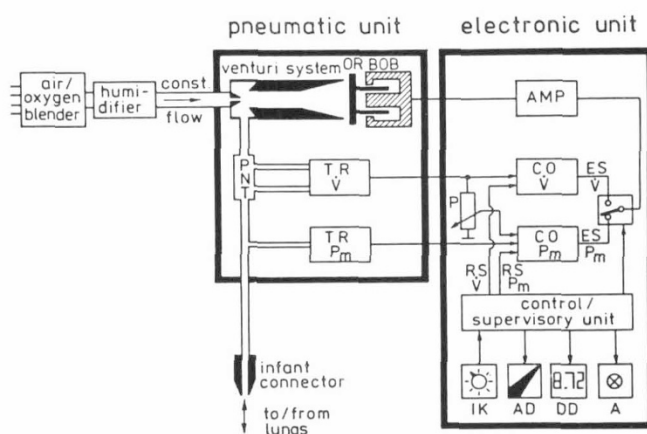 pneumatic unit
electronic unit
venturi system OR BOB
air/
oxygen
blender
humi-
difier
const.
flow
AMP
P
N
T
T R
V̇
T R
Pm
P
C O
V̇
ES
V̇
C O
Pm
ES
Pm
RS
V̇
RS
Pm
control/
supervisory unit
8.72
IK
AD
DD
A
infant
connector
to/from
lungs